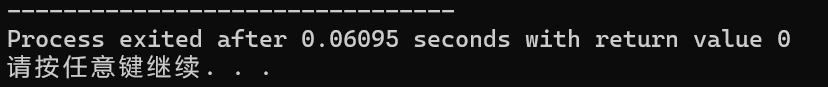 --------------------------------
Process exited after 0.06095 seconds with return value 0
请按任意键继续. . .